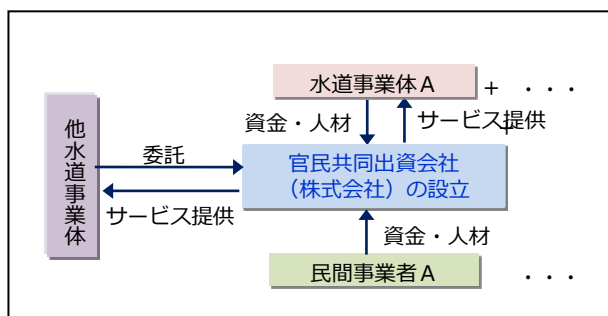 水道事業体A
+ ・・・
資金・人材
サービス提供
+
他水道事業体
委託
サービス提供
官民共同出資会社
(株式会社)の設立
資金・人材
民間事業者A
・・・